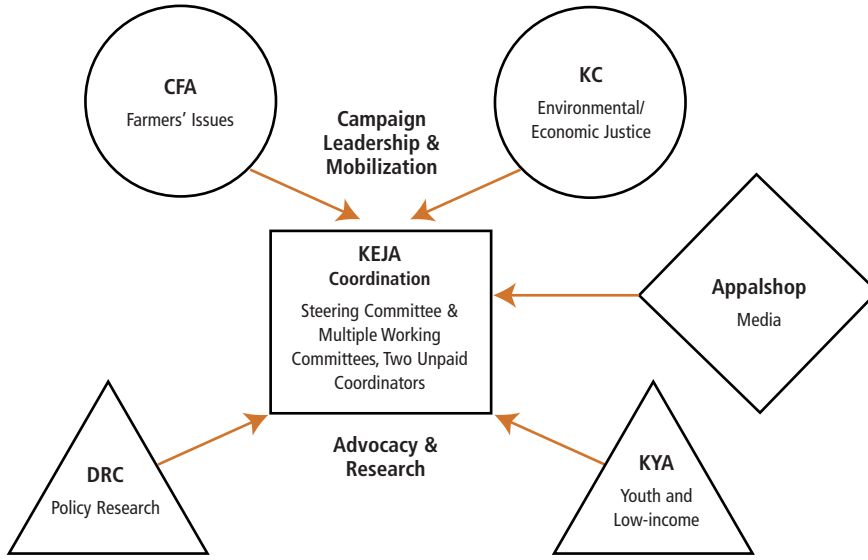 CFA
Farmers’ Issues
KC
Environmental/
Economic Justice
Campaign
Leadership &
Mobilization
KEJA
Coordination
Steering Committee &
Multiple Working
Committees, Two Unpaid
Coordinators
Appalshop
Media
DRC
Policy Research
Advocacy &
Research
KYA
Youth and
Low-income